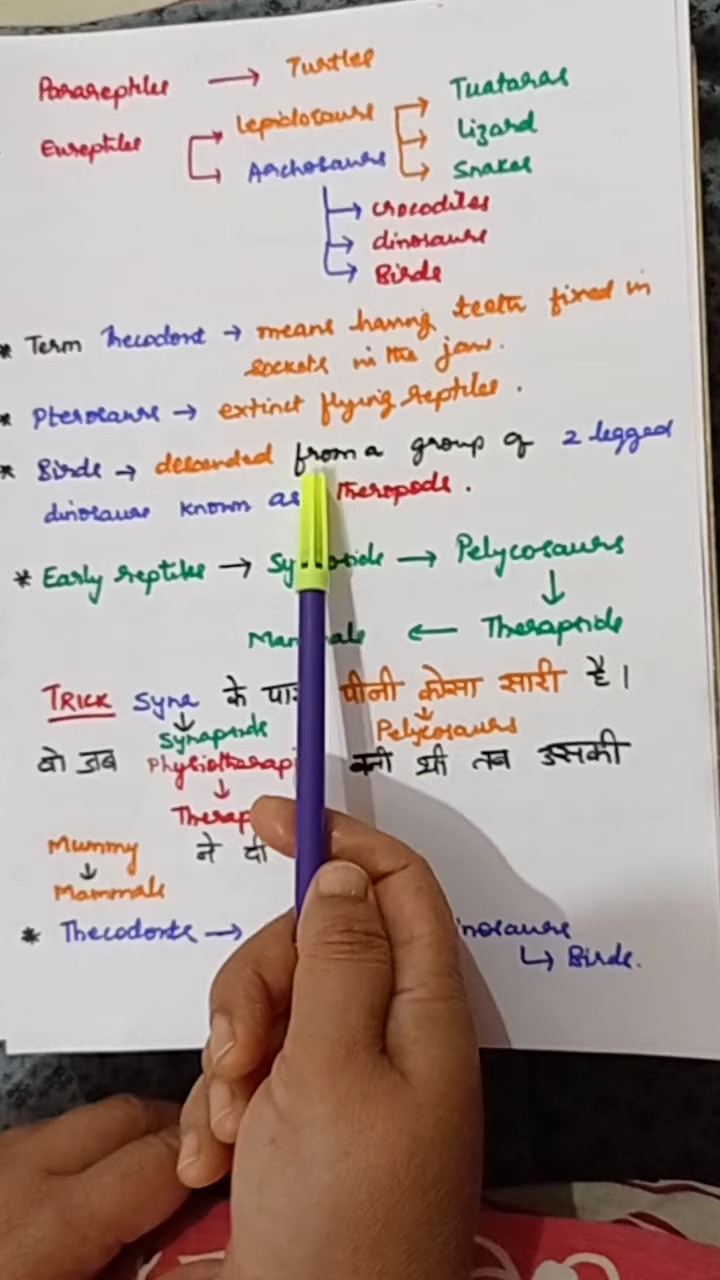 Parareptiles → Turtles
Eureptiles → Lepidosaurs → Tuataras
Lizard
Snakes
Archosaurs
→ crocodiles
→ dinosaurs
→ Birds
* Term Thecodont → means having teeth fixed in
sockets in the jaw.
* Pterosaurs → extinct flying reptiles.
* Birds → descended from a group of 2 legged
dinosaurs known as Theropods.
* Early reptiles → → Pelycosaurs
↓
← Therapsids
TRICK Syna के पास पीनी कोसा सारी है।
↓ ↓
Synapsids Pelycosaurs
वो जब बनी थी तब उसकी
↓
Mummy ने दी
↓
Mammals
* Thecodonts →
↳ Birds.